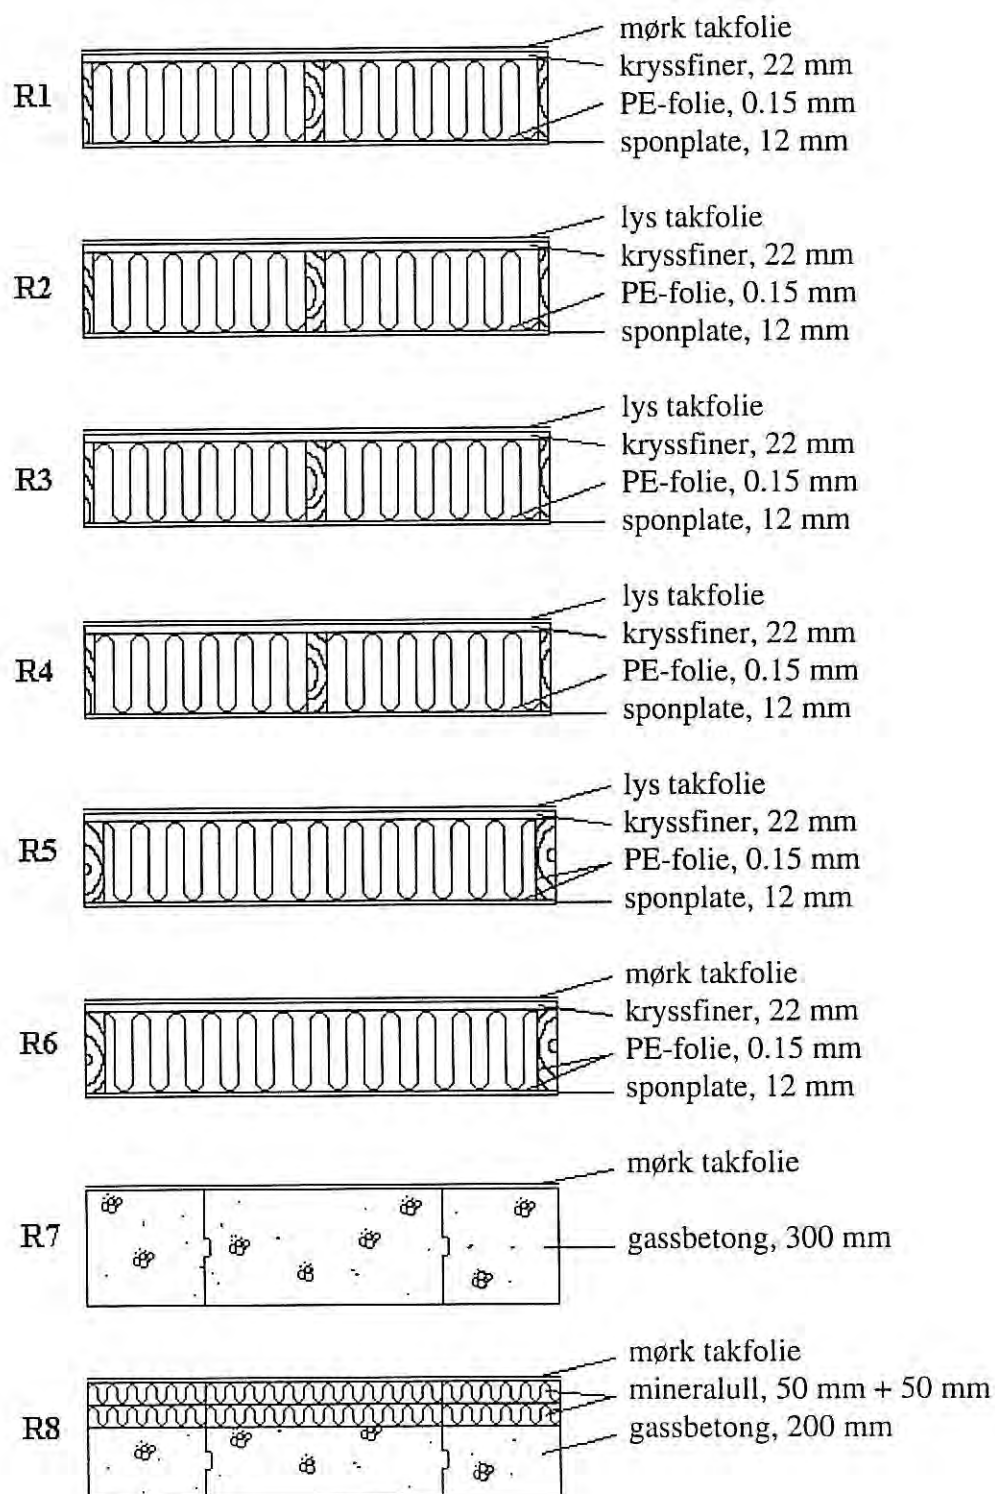 R1
mørk takfolie
kryssfiner, 22 mm
PE-folie, 0.15 mm
sponplate, 12 mm
R2
lys takfolie
kryssfiner, 22 mm
PE-folie, 0.15 mm
sponplate, 12 mm
R3
lys takfolie
kryssfiner, 22 mm
PE-folie, 0.15 mm
sponplate, 12 mm
R4
lys takfolie
kryssfiner, 22 mm
PE-folie, 0.15 mm
sponplate, 12 mm
R5
lys takfolie
kryssfiner, 22 mm
PE-folie, 0.15 mm
sponplate, 12 mm
R6
mørk takfolie
kryssfiner, 22 mm
PE-folie, 0.15 mm
sponplate, 12 mm
R7
mørk takfolie
gassbetong, 300 mm
R8
mørk takfolie
mineralull, 50 mm + 50 mm
gassbetong, 200 mm